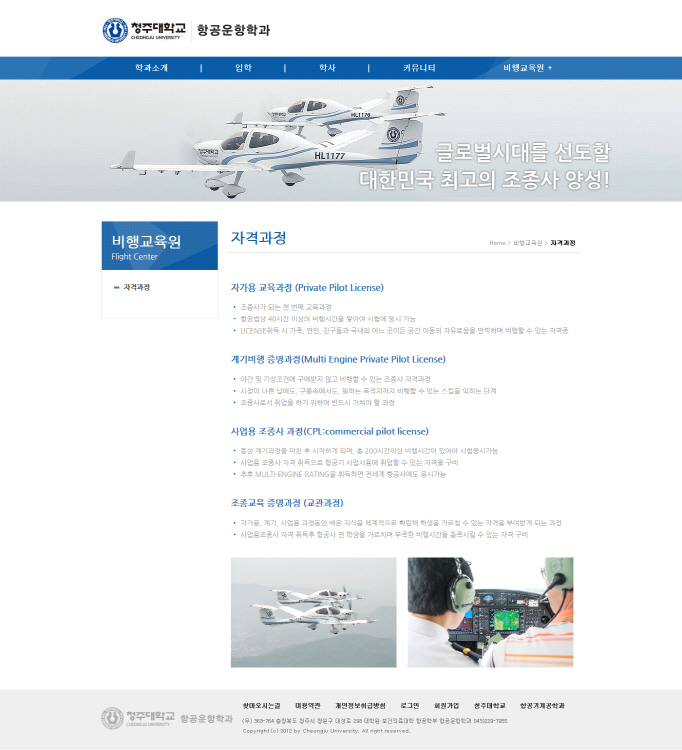 청주대학교 항공운항학과
CHEONGJU UNIVERSITY
학과소개 | 입학 | 학사 | 커뮤니티 비행교육원 +
HL1176
HL1177
글로벌시대를 선도할
대한민국 최고의 조종사 양성!
비행교육원
Flight Center
자격과정
자격과정
Home > 비행교육원 > 자격과정
자가용 교육과정 (Private Pilot License)
조종사가 되는 첫 번째 교육과정
항공법상 40시간 이상의 비행시간을 쌓아야 시험에 응시 가능
LICENSE취득 시 가족, 연인, 친구들과 국내외 어느 곳이든 공간 이동의 자유로움을 만끽하며 비행할 수 있는 자격증
계기비행 증명과정(Multi Engine Private Pilot License)
야간 및 기상조건에 구애받지 않고 비행할 수 있는 조종사 자격과정
시정이 나쁜 날에도, 구름속에서도, 원하는 목적지까지 비행할 수 있는 스킬을 익히는 단계
조종사로서 취업을 하기 위하여 반드시 거쳐야 할 과정
사업용 조종사 과정(CPL:commercial pilot license)
통상 계기과정을 마친 후 시작하게 되며, 총 200시간이상 비행시간이 있어야 시험응시가능
사업용 조종사 자격 취득으로 항공기 사업사용에 취업할 수 있는 자격을 구비
추후 MULTI-ENGINE RATING을 취득하면 전세계 항공사에도 응시가능
조종교육 증명과정 (교관과정)
자가용, 계기, 사업용 과정동안 배운 지식을 체계적으로 확립해 학생을 가르칠 수 있는 자격을 부여받게 되는 과정
사업용조종사 자격 취득후 항공사 전 학생을 가르치며 부족한 비행시간을 충족시킬 수 있는 자격 구비
찾아오시는길 이용약관 개인정보취급방침 로그인 회원가입 청주대학교 항공기계공학과
청주대학교 항공운항학과
CHEONGJU UNIVERSITY
(우) 363-764 충청북도 청주시 청원구 대성로 298 대학원 보건의료대학 항공학부 항공운항학과 043)229-7955
Copyright (c) 2012 by Cheongju University. All right reserved.